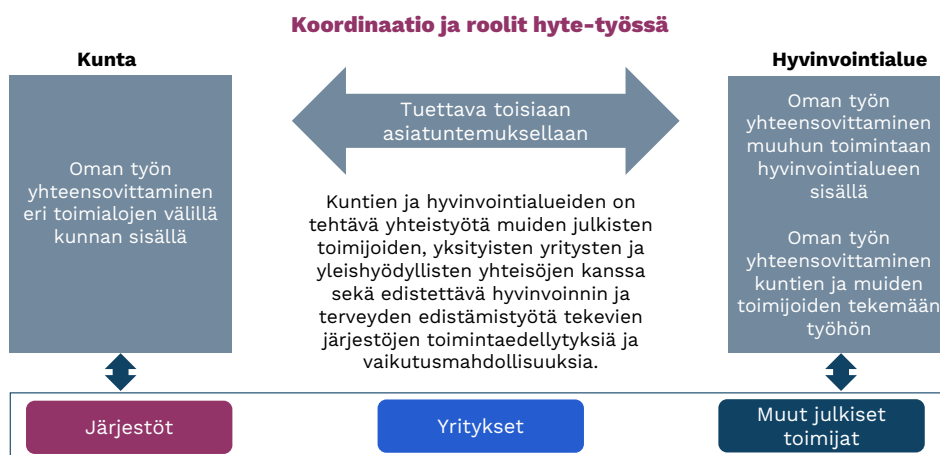 Koordinaatio ja roolit hyte-työssä
Kunta
Oman työn
yhteensovittaminen
eri toimialojen välillä
kunnan sisällä
Tuettava toisiaan
asiatuntemuksellaan
Kuntien ja hyvinvointialueiden on
tehtävä yhteistyötä muiden julkisten
toimijoiden, yksityisten yritysten ja
yleishyödyllisten yhteisöjen kanssa
sekä edistettävä hyvinvoinnin ja
terveyden edistämistyötä tekevien
järjestöjen toimintaedellytyksiä ja
vaikutusmahdollisuuksia.
Hyvinvointialue
Oman työn
yhteensovittaminen
muuhun toimintaan
hyvinvointialueen
sisällä
Oman työn
yhteensovittaminen
kuntien ja muiden
toimijoiden tekemään
työhön
Järjestöt
Yritykset
Muut julkiset
toimijat